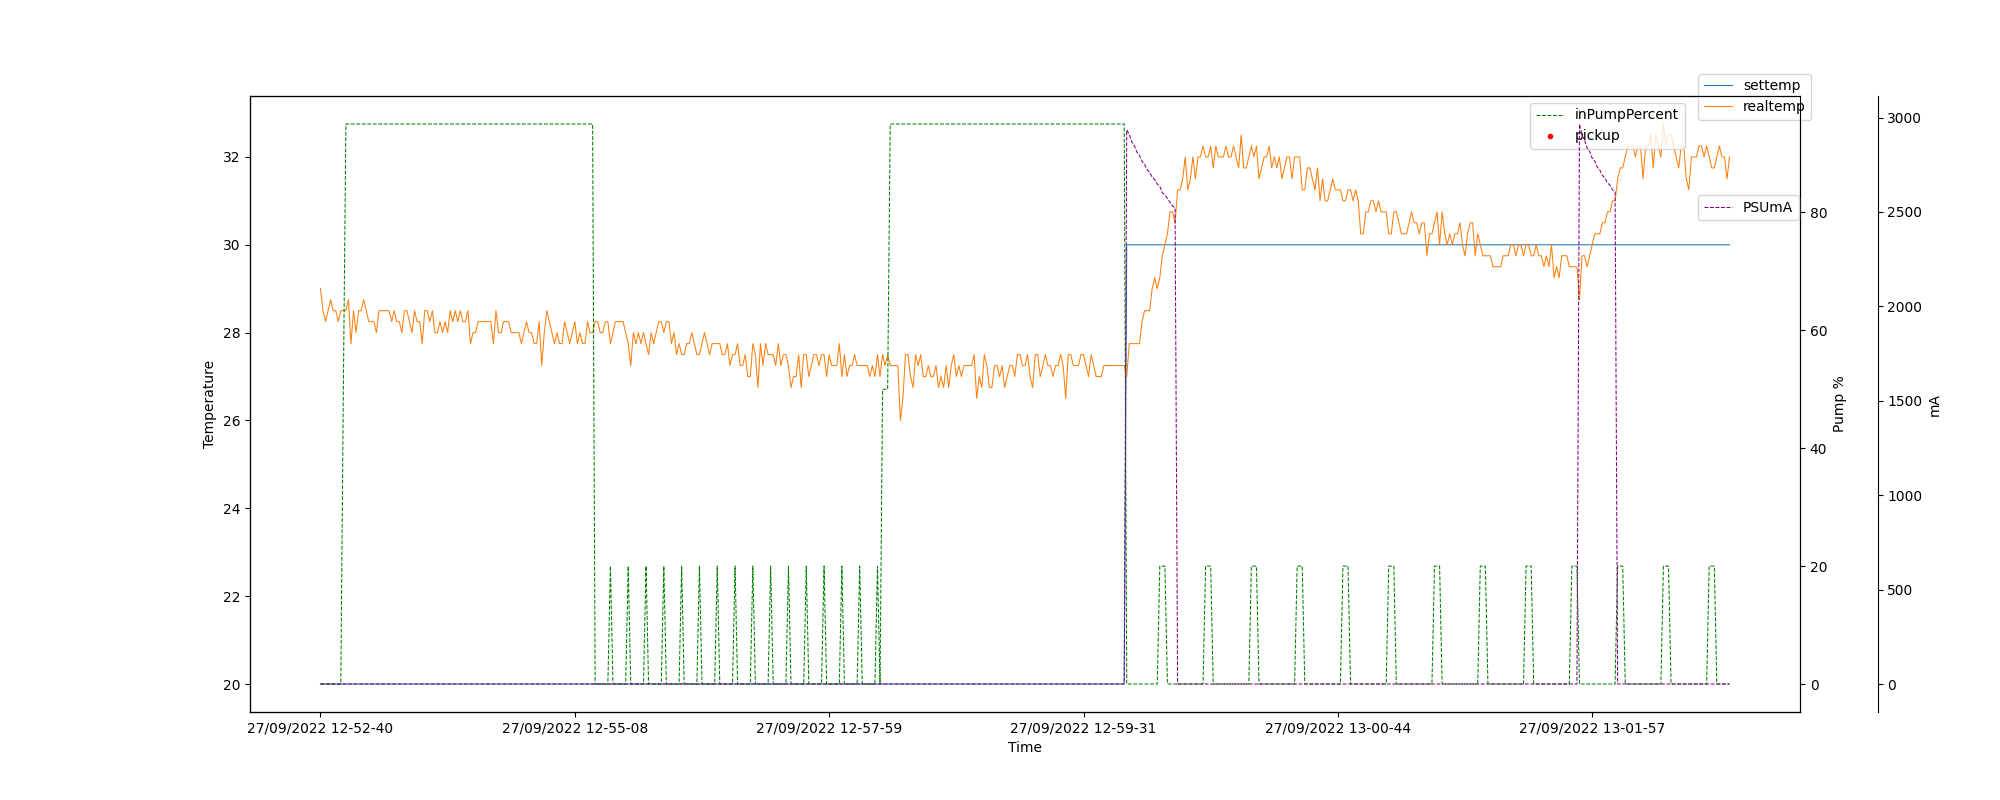 settemp
realtemp
inPumpPercent
pickup
PSUmA
32
30
28
26
24
22
20
Temperature
80
60
40
20
0
Pump %
3000
2500
2000
1500
1000
500
0
mA
27/09/2022 12-52-40
27/09/2022 12-55-08
27/09/2022 12-57-59
27/09/2022 12-59-31
27/09/2022 13-00-44
27/09/2022 13-01-57
Time